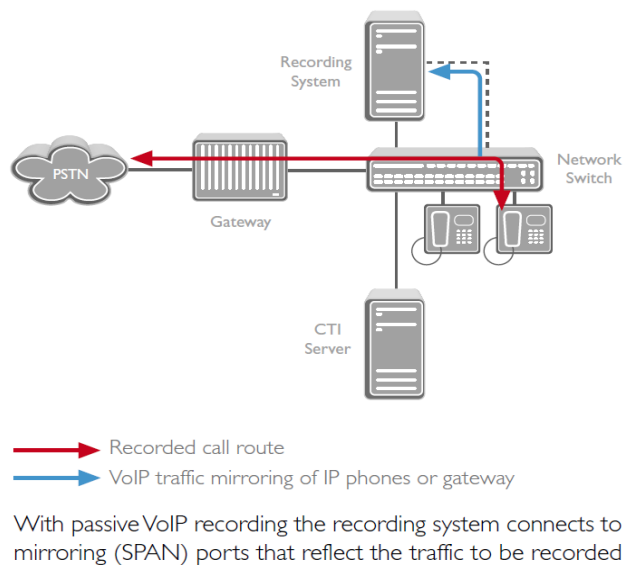 Recording
System
PSTN
Network
Switch
Gateway
CTI
Server
Recorded call route
VoIP traffic mirroring of IP phones or gateway
With passive VoIP recording the recording system connects to
mirroring (SPAN) ports that reflect the traffic to be recorded